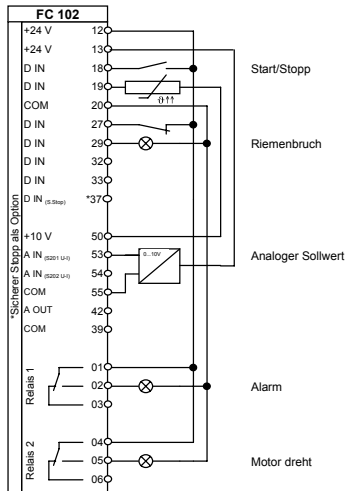 FC 102
+24 V 12
+24 V 13
D IN 18 Start/Stopp
D IN 19
ϑ↑↑
COM 20
D IN 27
D IN 29 Riemenbruch
D IN 32
D IN 33
D IN (S.Stop) *37
*Sicherer Stopp als Option
+10 V 50
A IN (S201 U-I) 53 0...10V Analoger Sollwert
A IN (S202 U-I) 54
COM 55
A OUT 42
COM 39
Relais 1
01
02 Alarm
03
Relais 2
04
05 Motor dreht
06